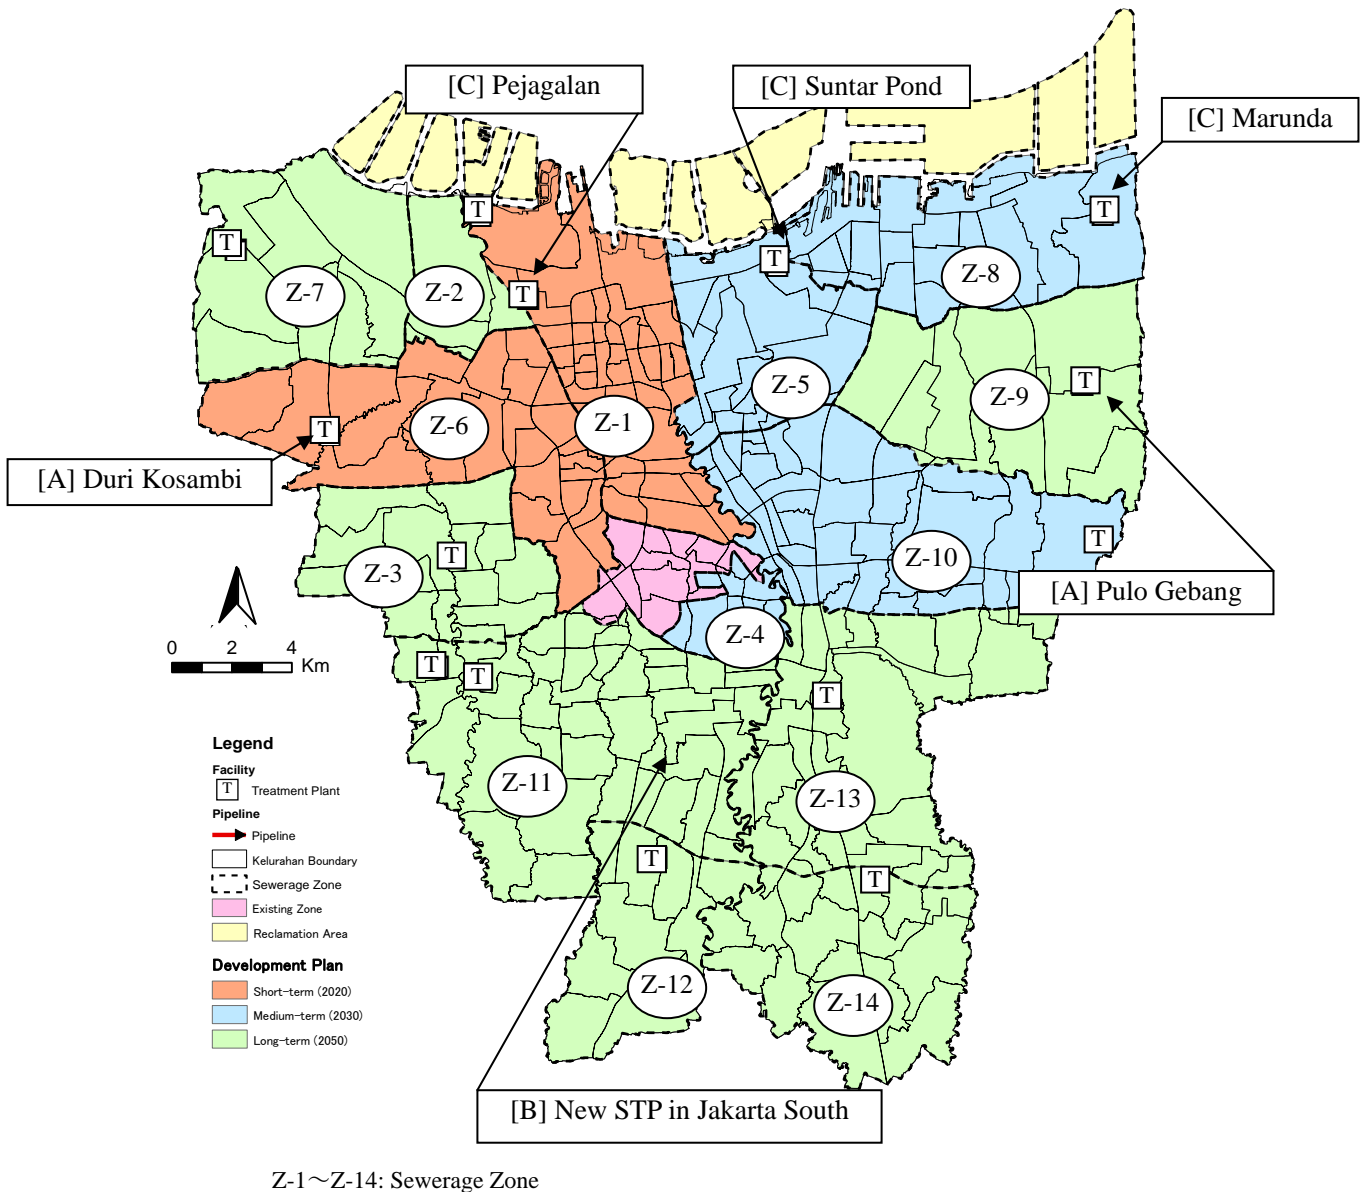 [C] Pejagalan
[C] Suntar Pond
[C] Marunda
T
T
T
T
T
Z-7
Z-2
Z-8
Z-5
T
Z-9
Z-6
Z-1
T
[A] Duri Kosambi
T
T
Z-10
Z-3
[A] Pulo Gebang
Z-4
0 2 4
Km
T
T
T
Legend
Facility
T Treatment Plant
Pipeline
Pipeline
Kelurahan Boundary
Sewerage Zone
Existing Zone
Reclamation Area
Development Plan
Short-term (2020)
Medium-term (2030)
Long-term (2050)
Z-11
Z-13
T
T
Z-12
Z-14
[B] New STP in Jakarta South
Z-1~Z-14: Sewerage Zone